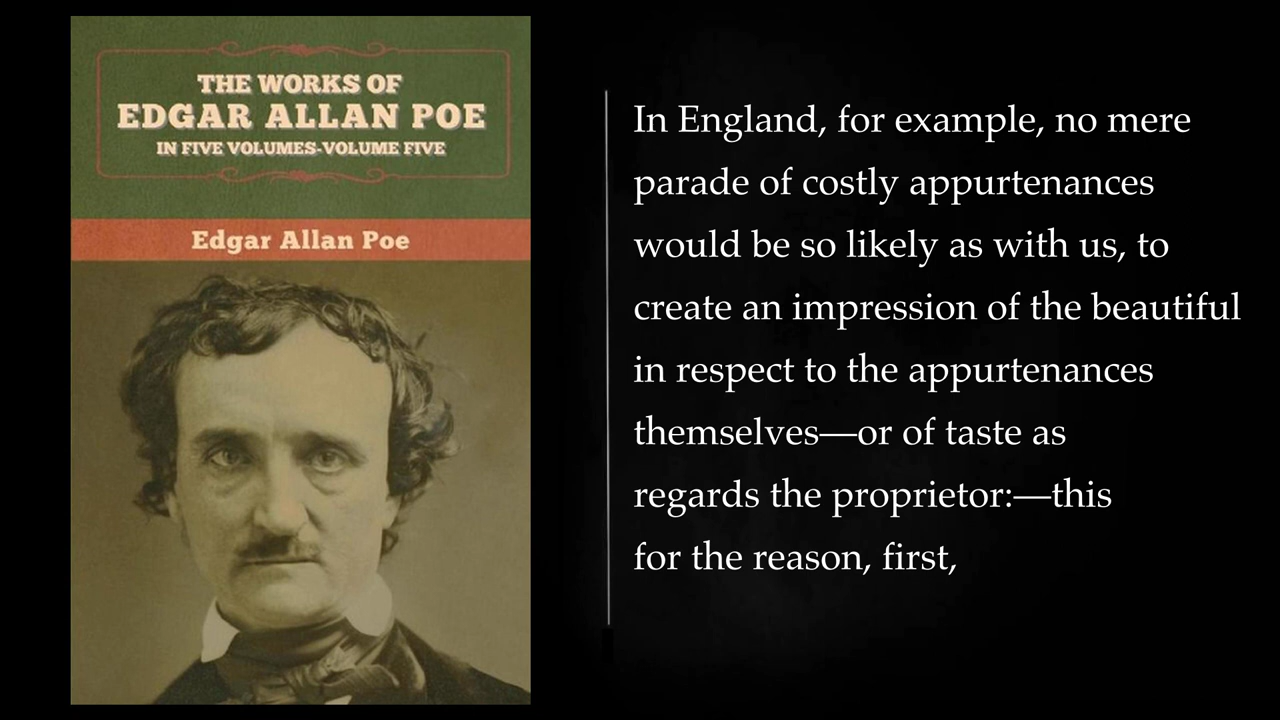 THE WORKS OF
EDGAR ALLAN POE
IN FIVE VOLUMES-VOLUME FIVE
Edgar Allan Poe
In England, for example, no mere
parade of costly appurtenances
would be so likely as with us, to
create an impression of the beautiful
in respect to the appurtenances
themselves—or of taste as
regards the proprietor:—this
for the reason, first,